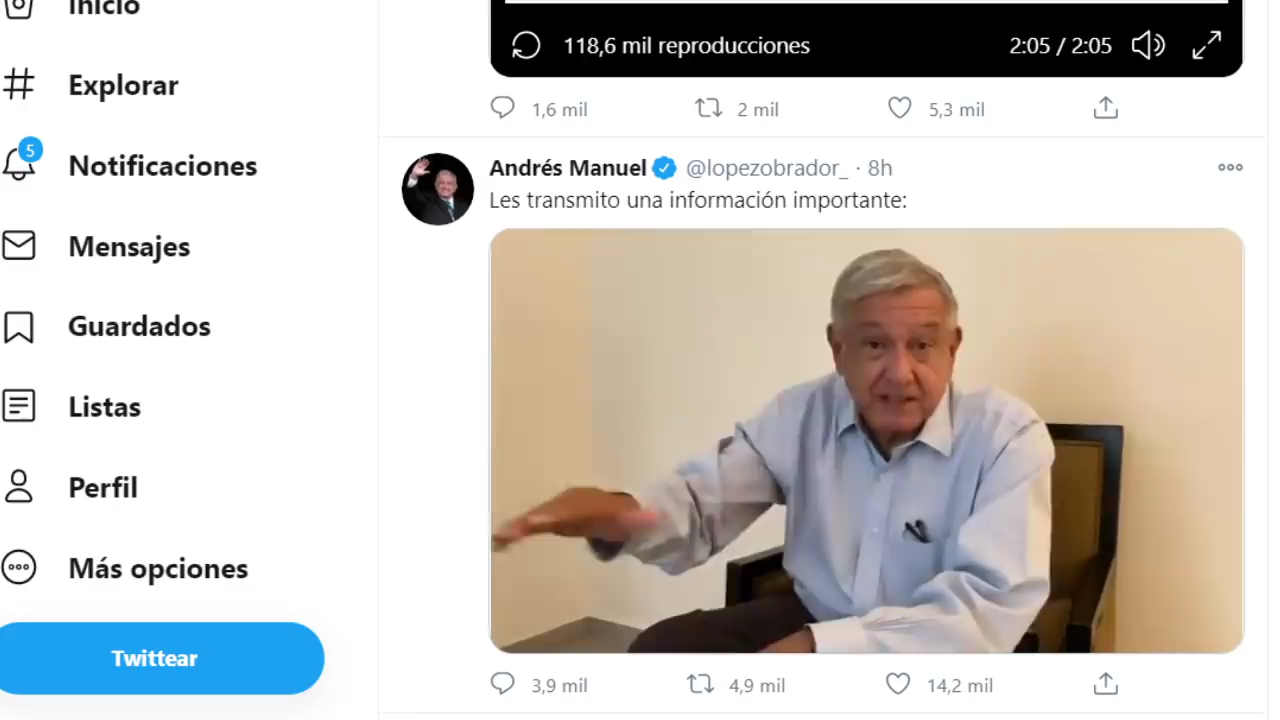 Inicio
Explorar
5
Notificaciones
Mensajes
Guardados
Listas
Perfil
Más opciones
Twittear
118,6 mil reproducciones 2:05 / 2:05
1,6 mil 2 mil 5,3 mil
Andrés Manuel @lopezobrador_ · 8h
Les transmito una información importante:
3,9 mil 4,9 mil 14,2 mil